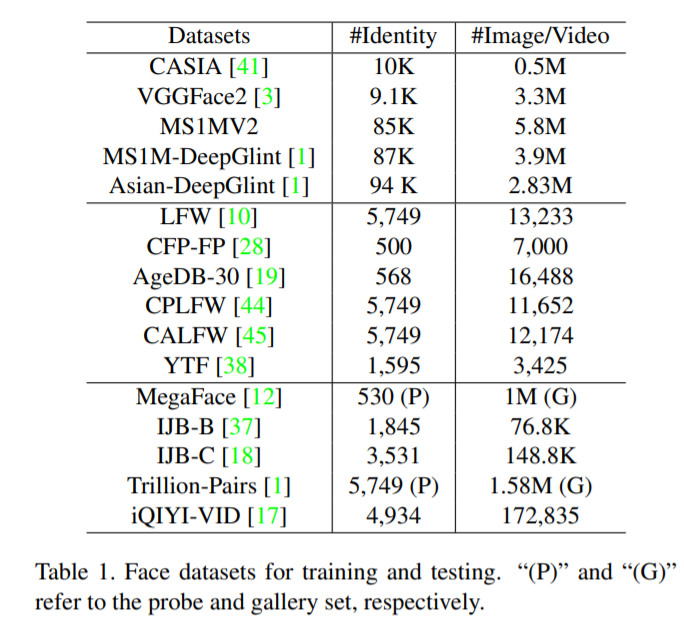 Datasets #Identity #Image/Video
CASIA [41] 10K 0.5M
VGGFace2 [3] 9.1K 3.3M
MS1MV2 85K 5.8M
MS1M-DeepGlint [1] 87K 3.9M
Asian-DeepGlint [1] 94 K 2.83M
LFW [10] 5,749 13,233
CFP-FP [28] 500 7,000
AgeDB-30 [19] 568 16,488
CPLFW [44] 5,749 11,652
CALFW [45] 5,749 12,174
YTF [38] 1,595 3,425
MegaFace [12] 530 (P) 1M (G)
IJB-B [37] 1,845 76.8K
IJB-C [18] 3,531 148.8K
Trillion-Pairs [1] 5,749 (P) 1.58M (G)
iQIYI-VID [17] 4,934 172,835
Table 1. Face datasets for training and testing. “(P)” and “(G)”
refer to the probe and gallery set, respectively.